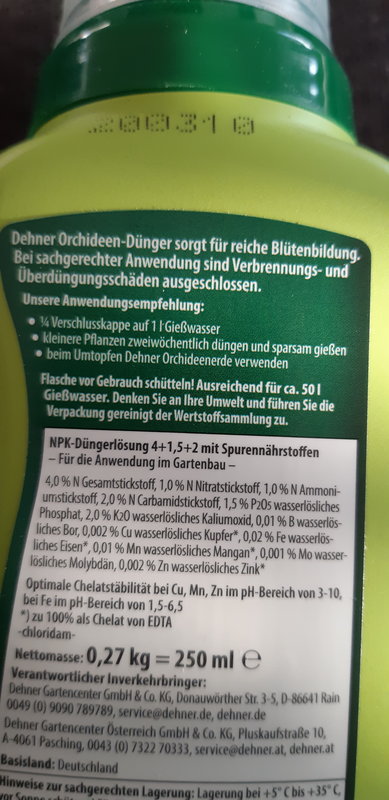 200310
Dehner Orchideen-Dünger sorgt für reiche Blütenbildung.
Bei sachgerechter Anwendung sind Verbrennungs- und
Überdüngungsschäden ausgeschlossen.
Unsere Anwendungsempfehlung:
• ¼ Verschlusskappe auf 1 l Gießwasser
• kleinere Pflanzen zweiwöchentlich düngen und sparsam gießen
• beim Umtopfen Dehner Orchideenerde verwenden
Flasche vor Gebrauch schütteln! Ausreichend für ca. 50 l
Gießwasser. Denken Sie an Ihre Umwelt und führen Sie die
Verpackung gereinigt der Wertstoffsammlung zu.
NPK-Düngerlösung 4+1,5+2 mit Spurennährstoffen
– Für die Anwendung im Gartenbau –
4,0 % N Gesamtstickstoff, 1,0 % N Nitratstickstoff, 1,0 % N Ammoni-
umstickstoff, 2,0 % N Carbamidstickstoff, 1,5 % P2O5 wasserlösliches
Phosphat, 2,0 % K2O wasserlösliches Kaliumoxid, 0,01 % B wasserlös-
liches Bor, 0,002 % Cu wasserlösliches Kupfer*, 0,02 % Fe wasserlös-
liches Eisen*, 0,01 % Mn wasserlösliches Mangan*, 0,001 % Mo wasser-
lösliches Molybdän, 0,002 % Zn wasserlösliches Zink*
Optimale Chelatstäbilität bei Cu, Mn, Zn im pH-Bereich von 3-10,
bei Fe im pH-Bereich von 1,5-6,5
*) zu 100% als Chelat von EDTA
-chloridam-
Nettomasse: 0,27 kg = 250 ml ℮
Verantwortlicher Inverkehrbringer:
Dehner Gartencenter GmbH & Co. KG, Donauwörther Str. 3-5, D-86641 Rain
0049 (0) 9090 789789, service@dehner.de, dehner.de
Dehner Gartencenter Österreich GmbH & Co. KG, Pluskaufstraße 10,
A-4061 Pasching, 0043 (0) 7322 70333, service@dehner.at, dehner.at
Basisland: Deutschland
Hinweise zur sachgerechten Lagerung: Lagerung bei +5° C bis +35° C,